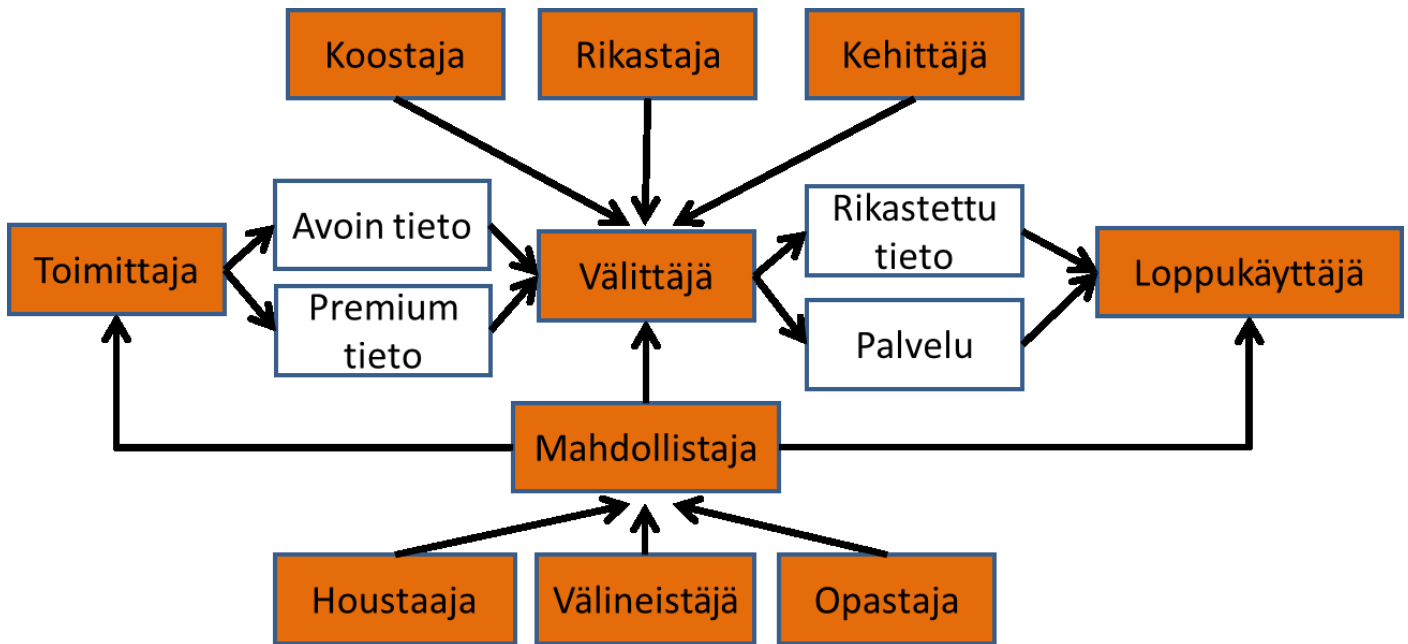 Koostaja
Rikastaja
Kehittäjä
Toimittaja
Avoin tieto
Premium
tieto
Välittäjä
Rikastettu
tieto
Palvelu
Loppukäyttäjä
Mahdollistaja
Houstaaja
Välineistäjä
Opastaja